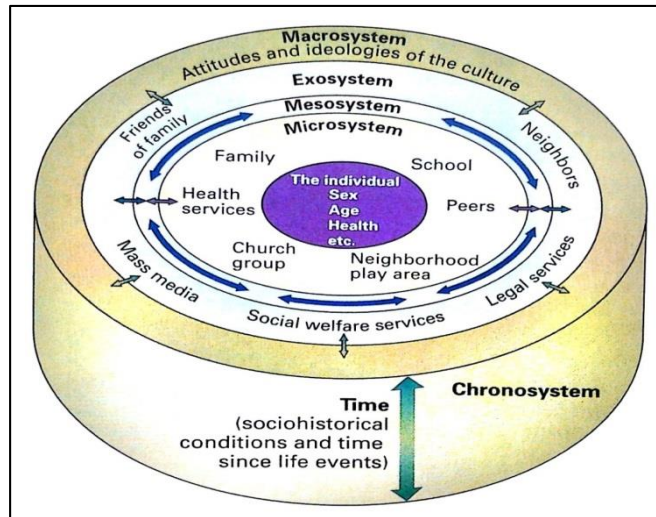 Macrosystem
Attitudes and ideologies of the culture
Exosystem
Mesosystem
Microsystem
Friends
of family
Neighbors
Family
School
The individual
Sex
Age
Health
etc.
Health
services
Peers
Church
group
Neighborhood
play area
Mass media
Legal services
Social welfare services
Chronosystem
Time
(sociohistorical
conditions and time
since life events)